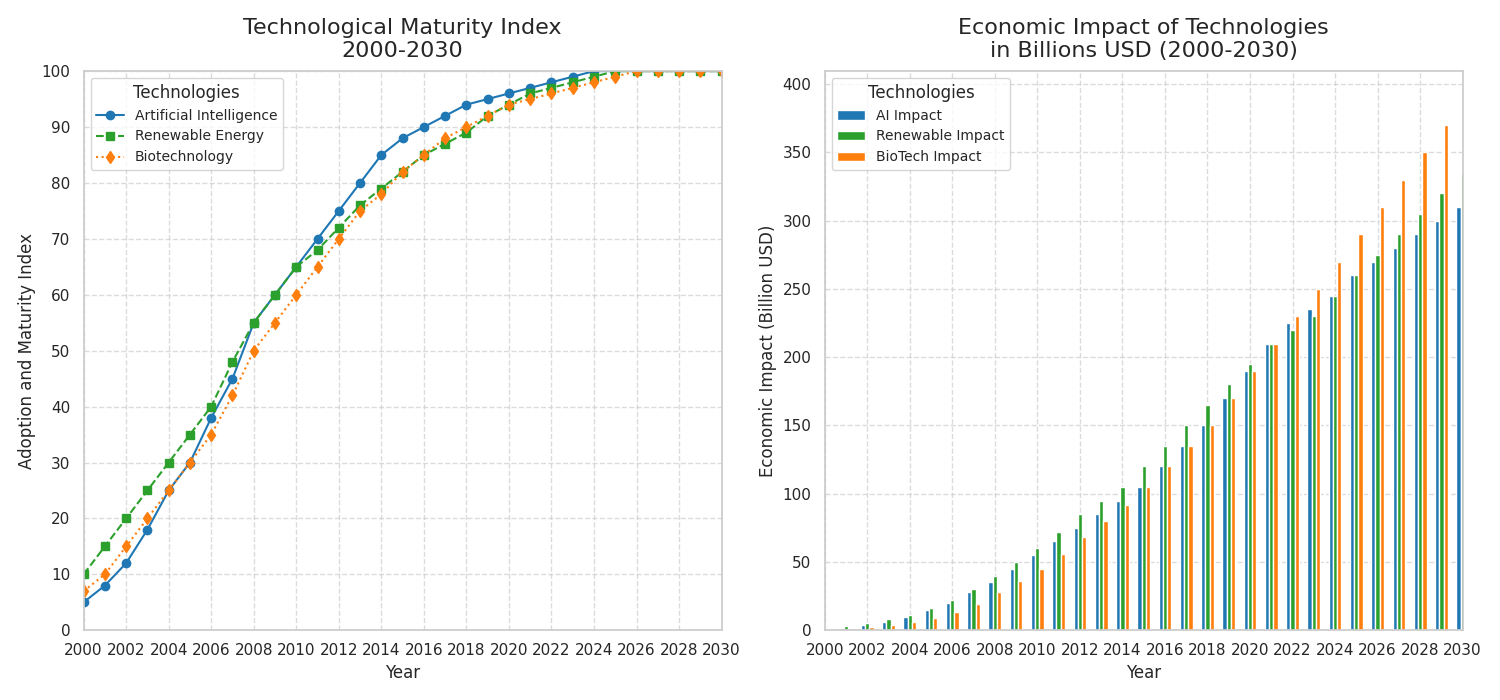 Technological Maturity Index
2000-2030
Technologies
Artificial Intelligence
Renewable Energy
Biotechnology
Adoption and Maturity Index
100
90
80
70
60
50
40
30
20
10
0
2000 2002 2004 2006 2008 2010 2012 2014 2016 2018 2020 2022 2024 2026 2028 2030
Year
Economic Impact of Technologies
in Billions USD (2000-2030)
Technologies
AI Impact
Renewable Impact
BioTech Impact
Economic Impact (Billion USD)
400
350
300
250
200
150
100
50
0
2000 2002 2004 2006 2008 2010 2012 2014 2016 2018 2020 2022 2024 2026 2028 2030
Year